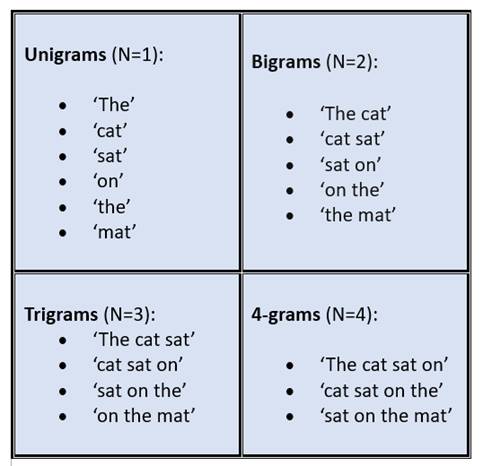 Unigrams (N=1):
• ‘The’
• ‘cat’
• ‘sat’
• ‘on’
• ‘the’
• ‘mat’
Bigrams (N=2):
• ‘The cat’
• ‘cat sat’
• ‘sat on’
• ‘on the’
• ‘the mat’
Trigrams (N=3):
• ‘The cat sat’
• ‘cat sat on’
• ‘sat on the’
• ‘on the mat’
4-grams (N=4):
• ‘The cat sat on’
• ‘cat sat on the’
• ‘sat on the mat’